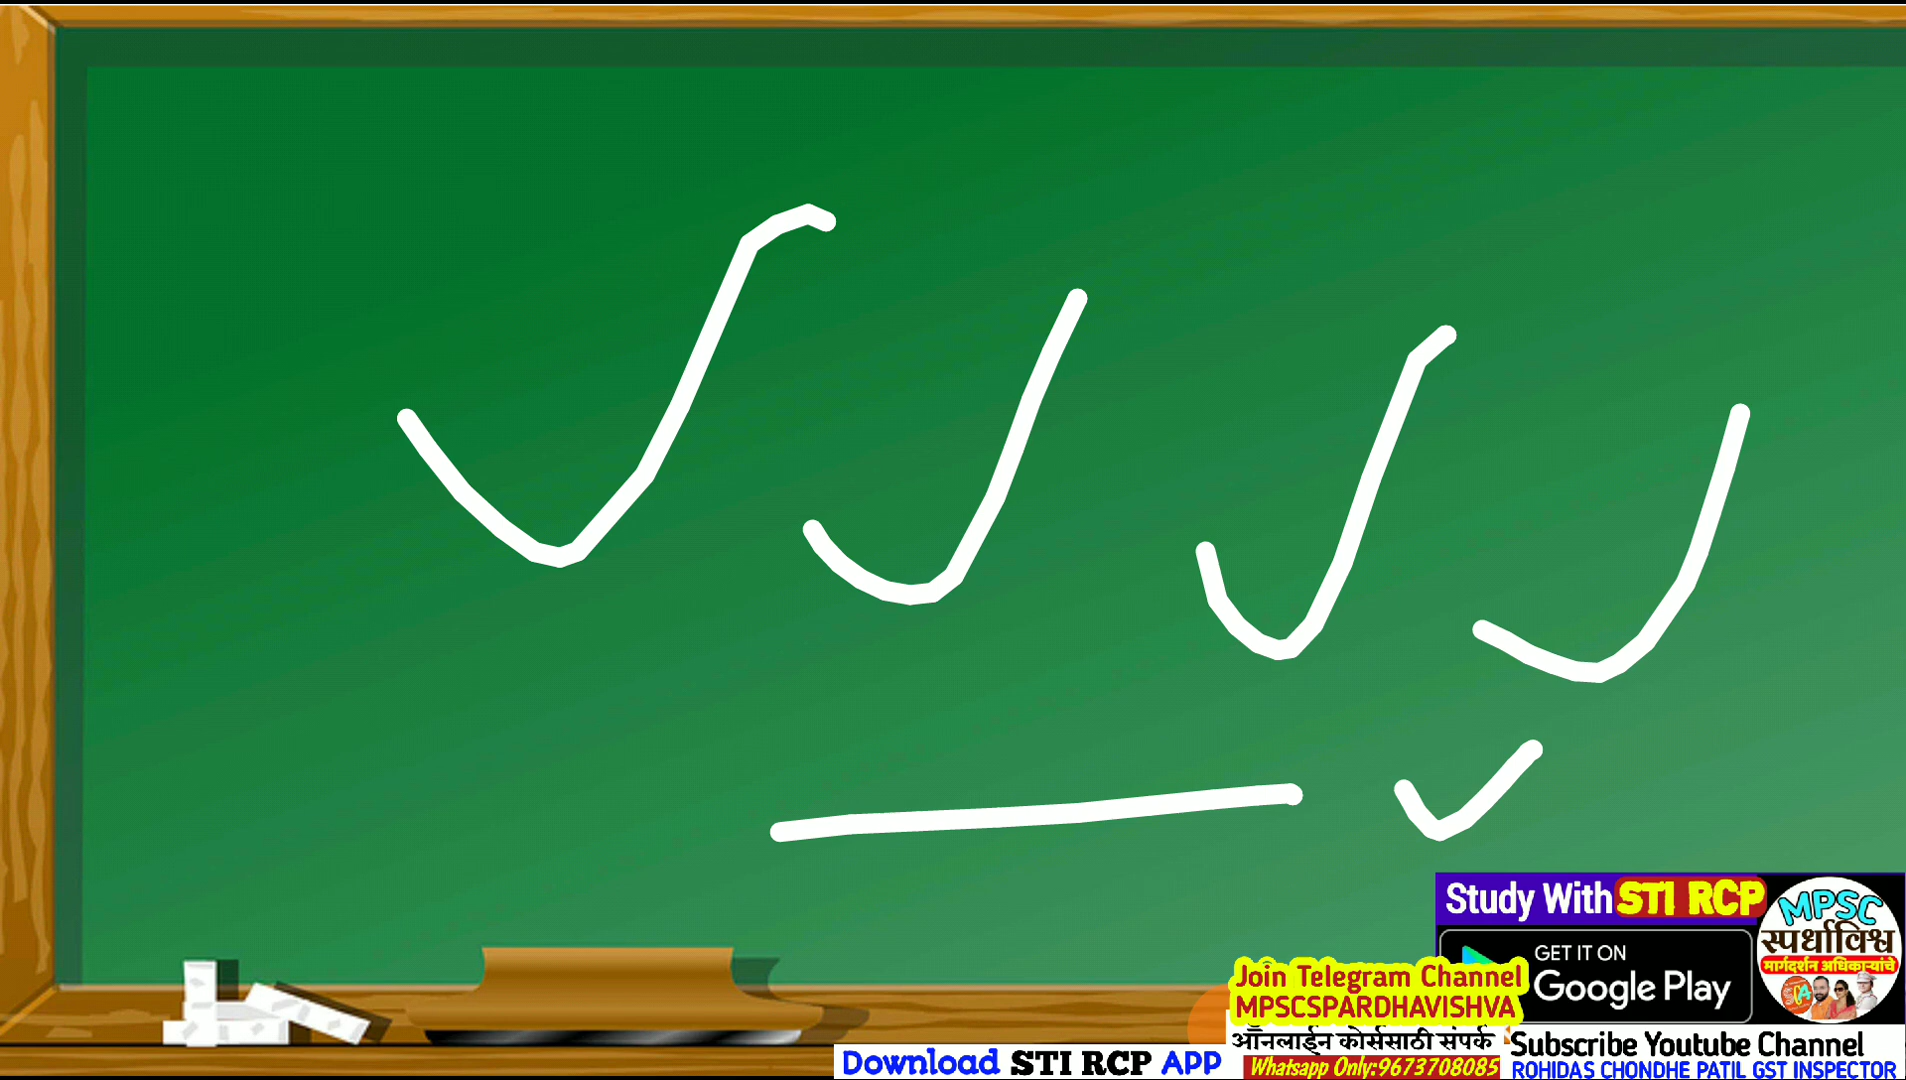 Study With STI RCP
MPSC
स्पर्धाविश्व
मार्गदर्शन अधिकाऱ्यांचे
GET IT ON
Google Play
Join Telegram Channel
MPSCSPARDHAVISHVA
ऑनलाईन कोर्ससाठी संपर्क
Whatsapp Only:9673708085
Download STI RCP APP
Subscribe Youtube Channel
ROHIDAS CHONDHE PATIL GST INSPECTOR